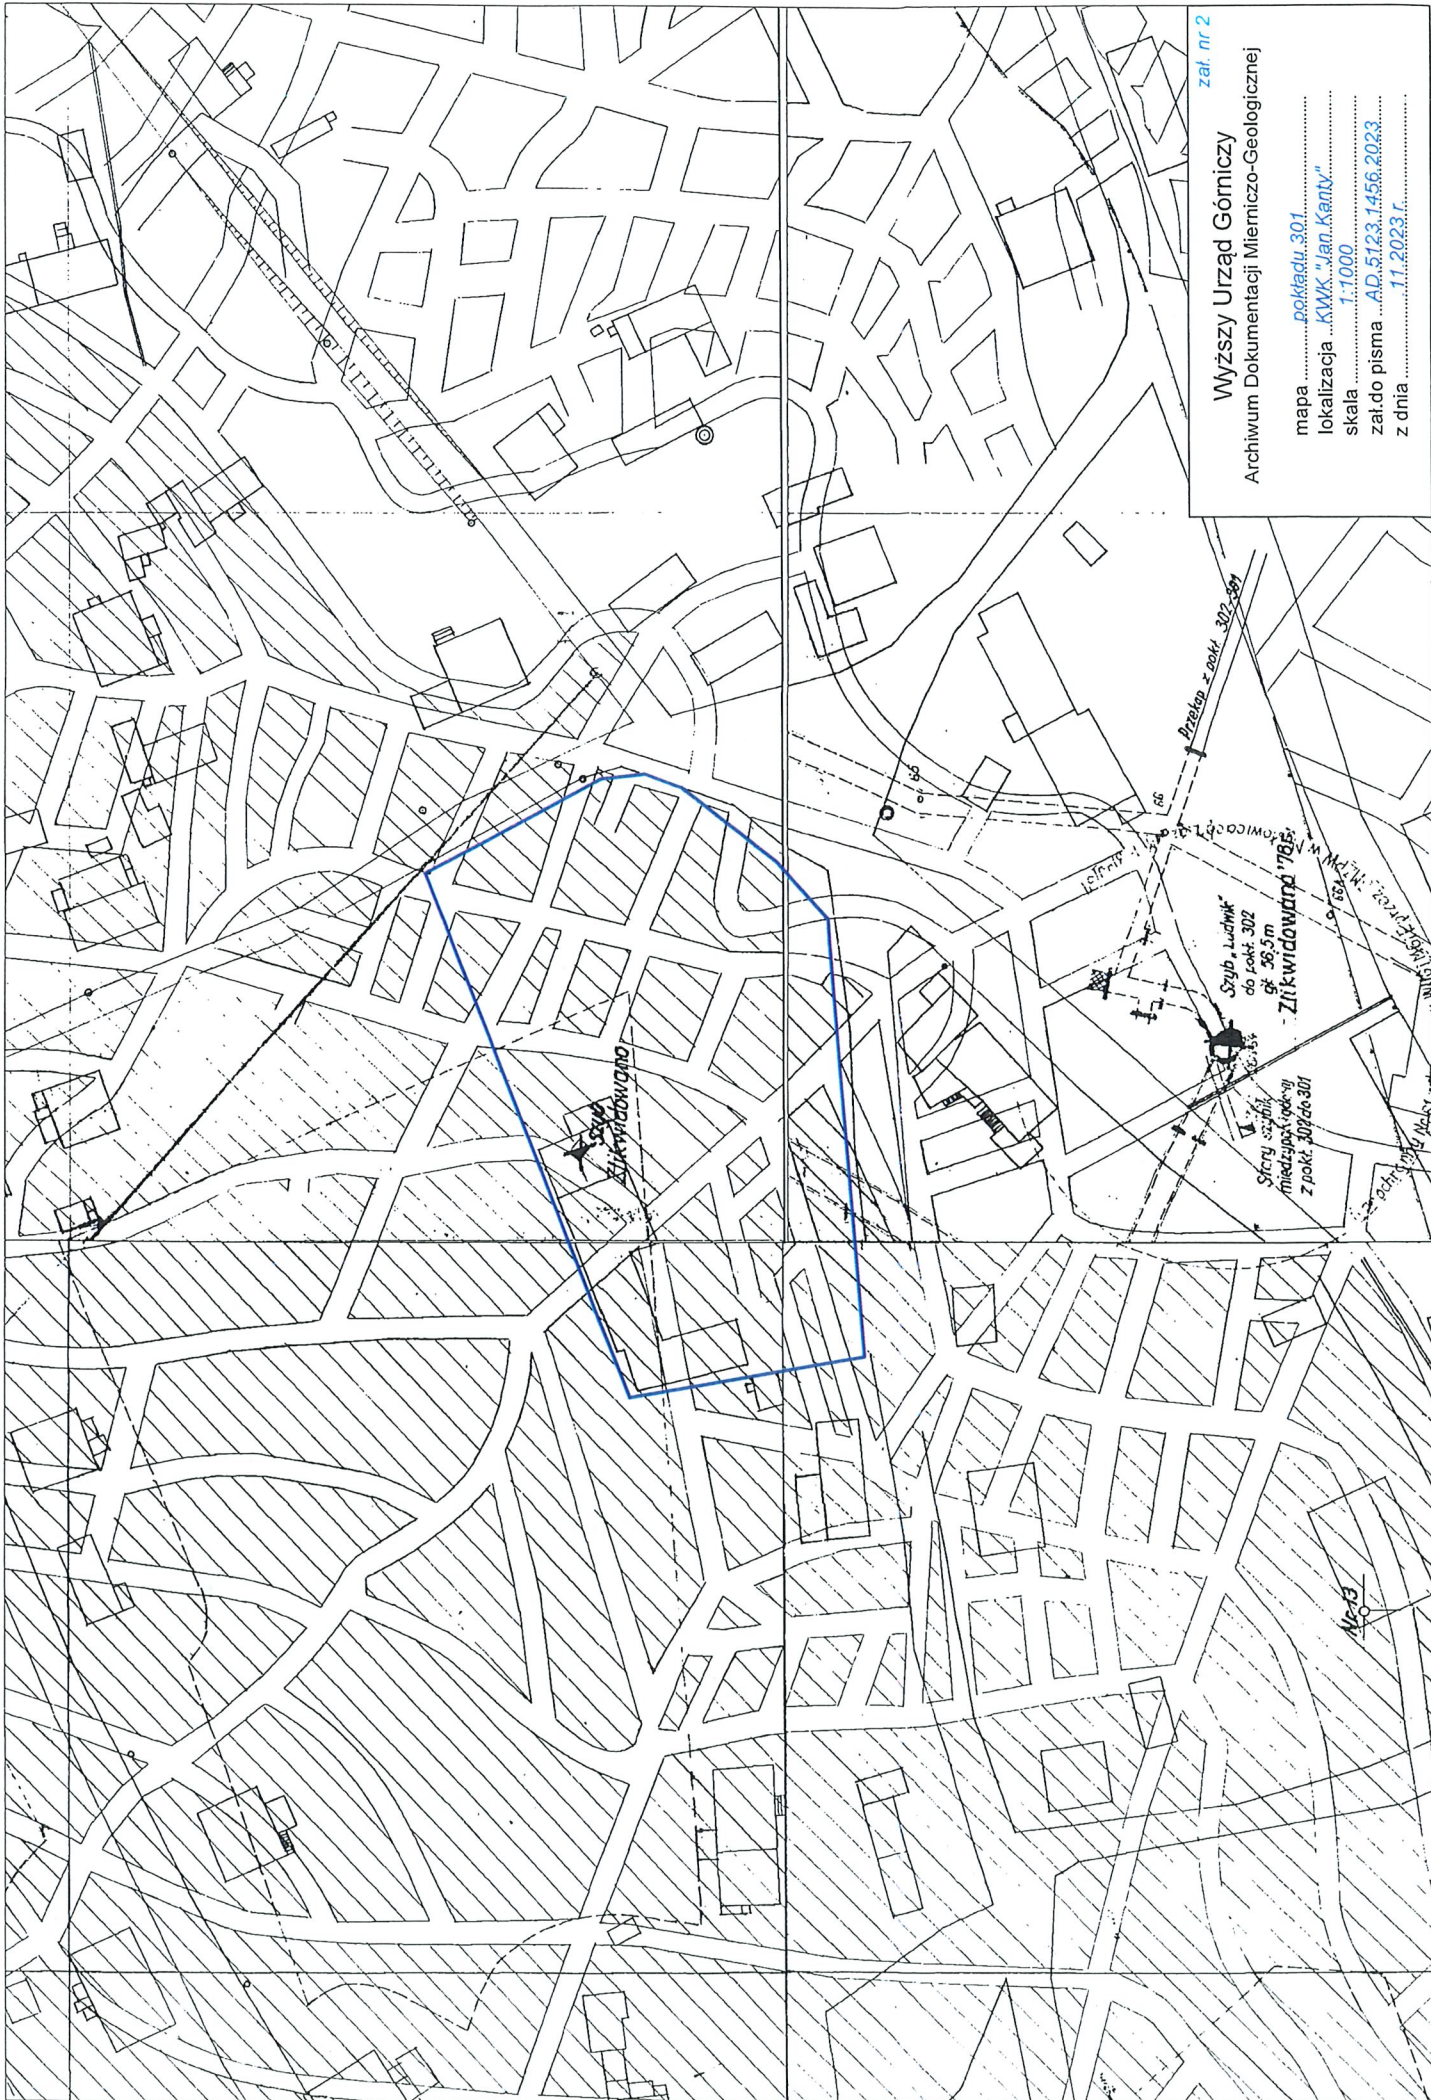 zał. nr 2
Wyższy Urząd Górniczy
Archiwum Dokumentacji Mierniczo-Geologicznej
mapa pokładu 301
lokalizacja KWK "Jan Kanty"
skala 1:1000
zał.do pisma AD.5123.1456.2023
z dnia .11.2023 r.
Szyb
Zlikwidowano
Przekop z pokł. 302-301
65
66
Szyb „Ludwik"
do pokł. 302
gł. 56,5 m
- Zlikwidowano
Stary szybik
z pokł. 302 do 301
Nr 13